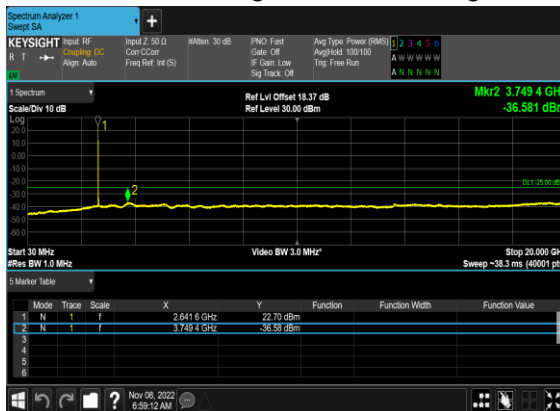 Spectrum Analyzer 1
Swept SA
KEYSIGHT
R T
Input: RF
Coupling: DC
Align: Auto
Input Z: 50 Ω
Corr CCorr
Freq Ref: Int (S)
#Atten: 30 dB
PNO: Fast
Gate: Off
IF Gain: Low
Sig Track: Off
Avg Type: Power (RMS)
Avg|Hold: 100/100
Trig: Free Run
1 2 3 4 5 6
A W W W W W
A N N N N N
1 Spectrum
Scale/Div 10 dB
Ref Lvl Offset 18.37 dB
Ref Level 30.00 dBm
Mkr2 3.749 4 GH
-36.581 dBr
Log
20.0
10.0
0.00
-10.0
-20.0
-30.0
-40.0
-50.0
-60.0
1
2
Start 30 MHz
#Res BW 1.0 MHz
Video BW 3.0 MHz*
Stop 20.000 GH
Sweep ~38.3 ms (40001 pt
5 Marker Table
Mode Trace Scale X Y Function Function Width Function Value
1 N 1 f 2.641 6 GHz 22.70 dBm
2 N 1 f 3.749 4 GHz -36.58 dBm
3
4
5
6
?
Nov 08, 2022
6:59:12 AM